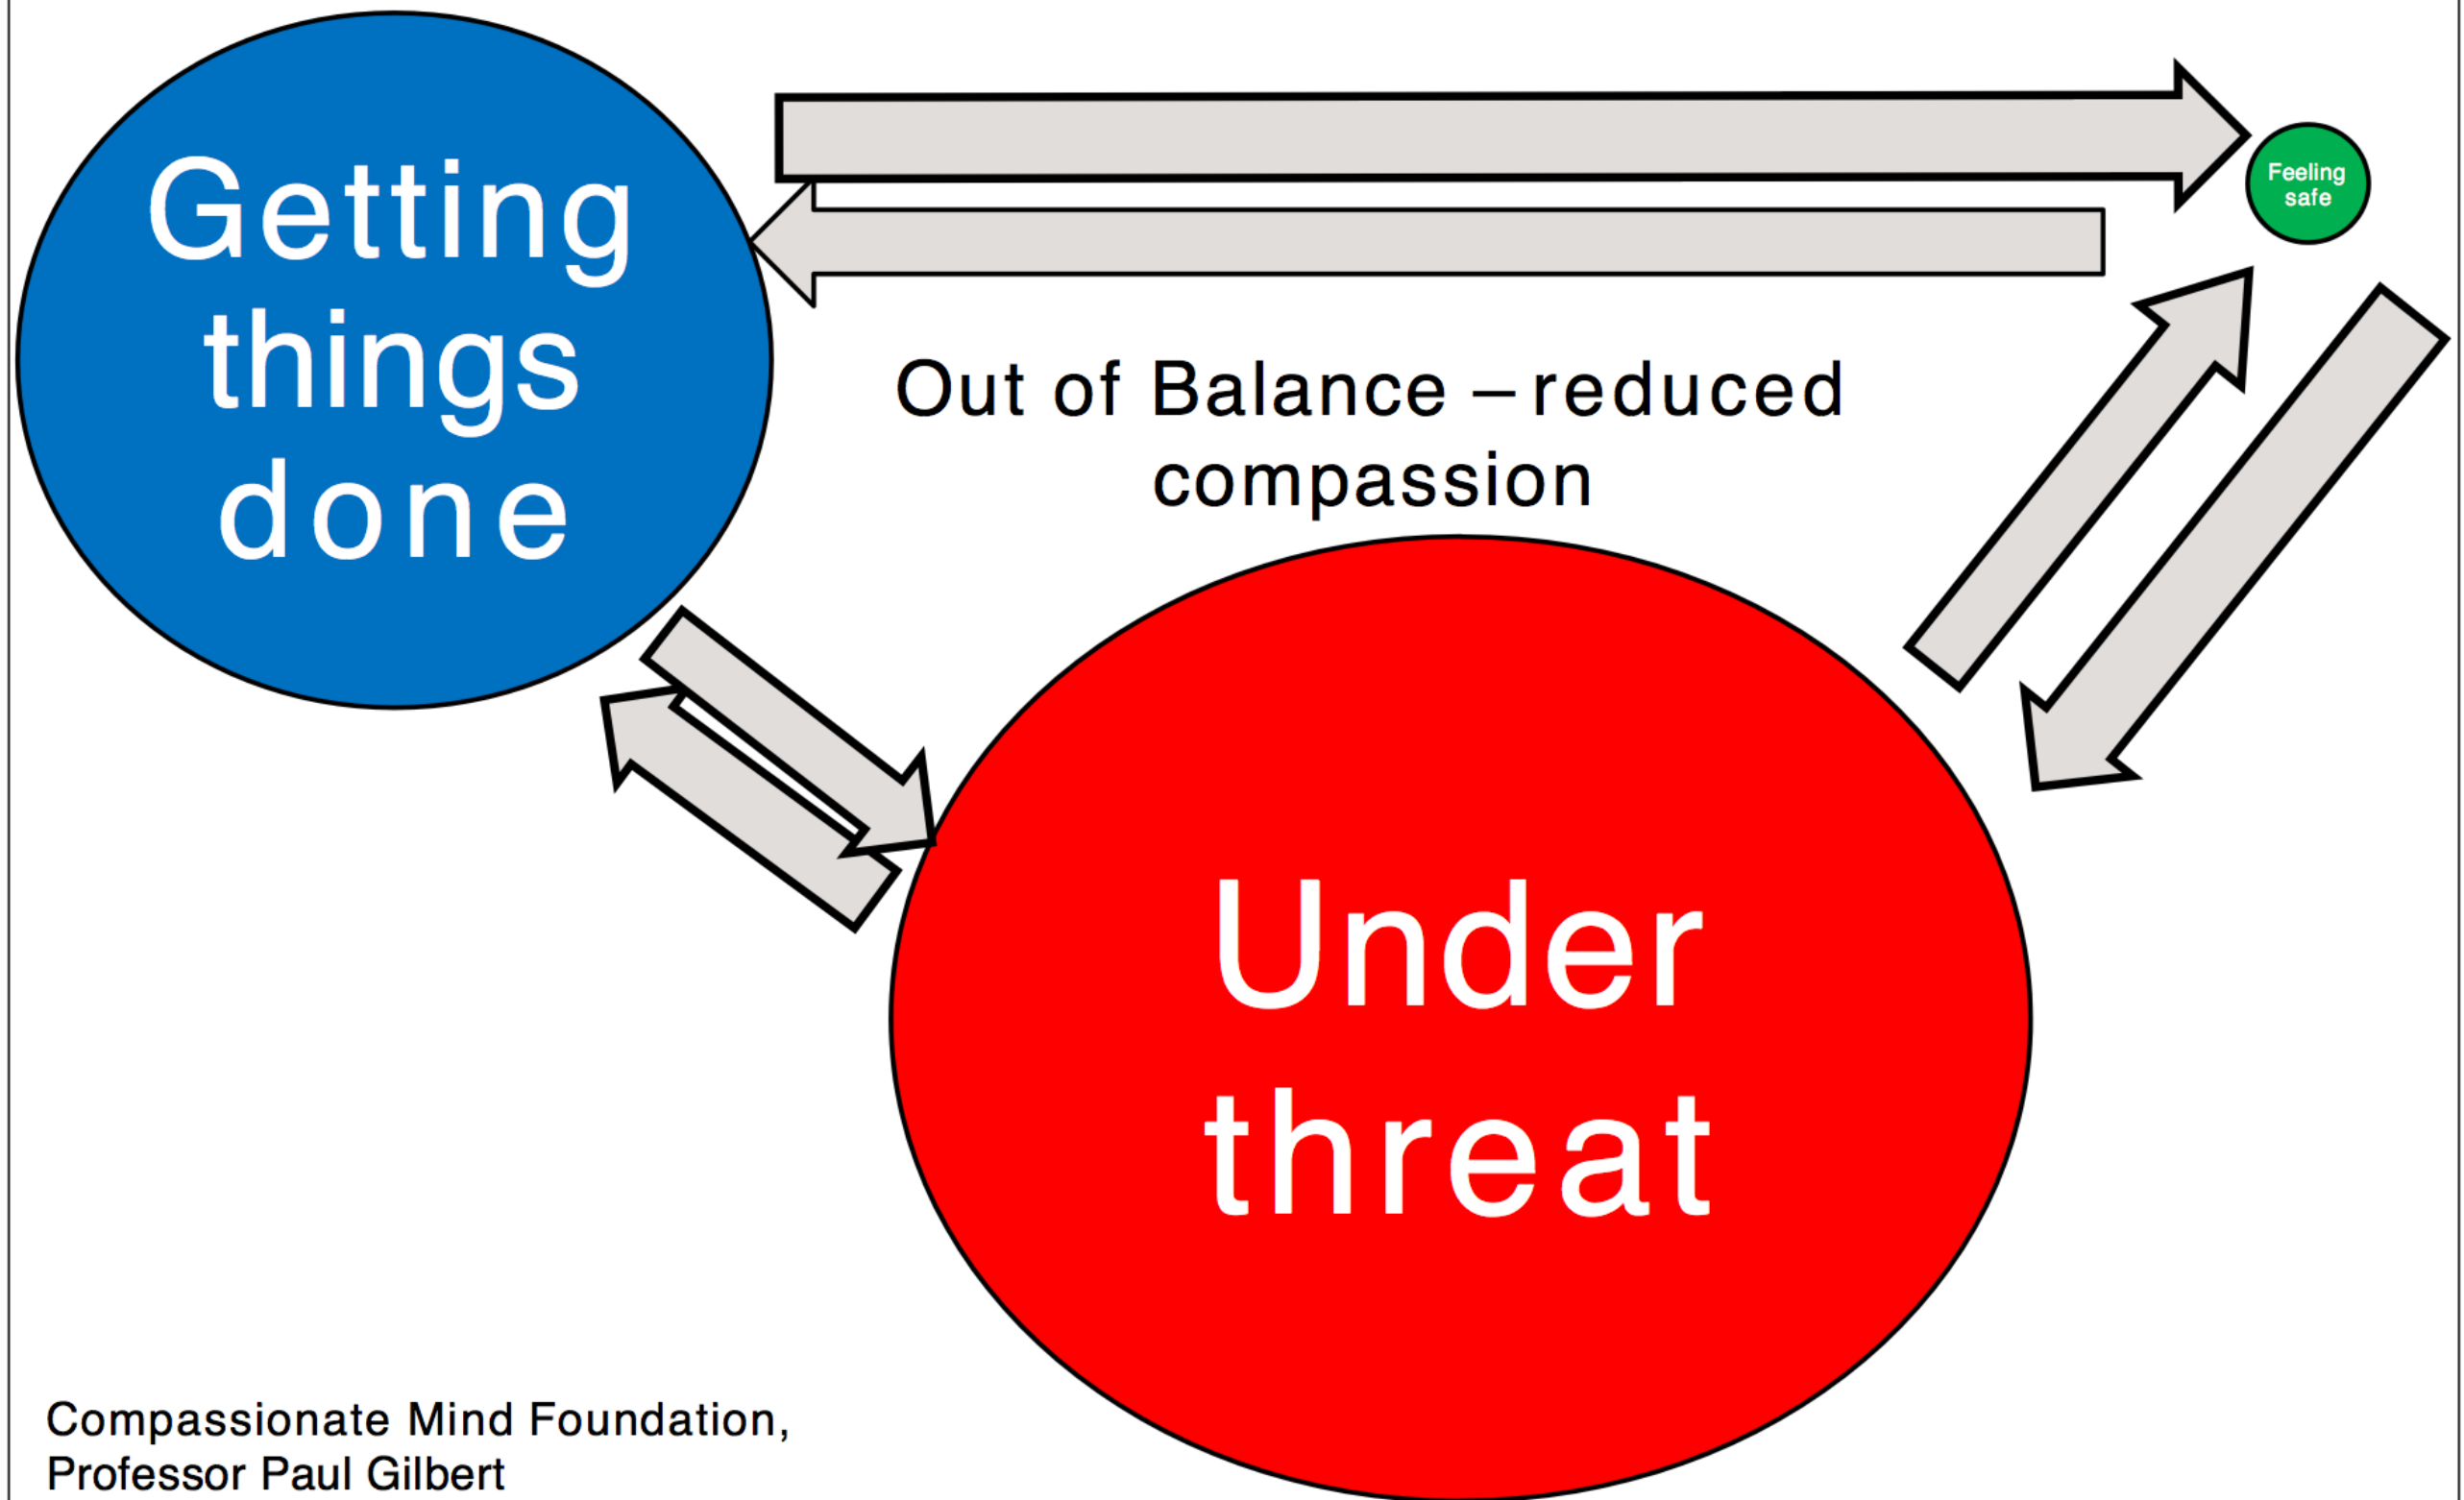 Getting
things
done
Feeling
safe
Out of Balance – reduced
compassion
Under
threat
Compassionate Mind Foundation,
Professor Paul Gilbert